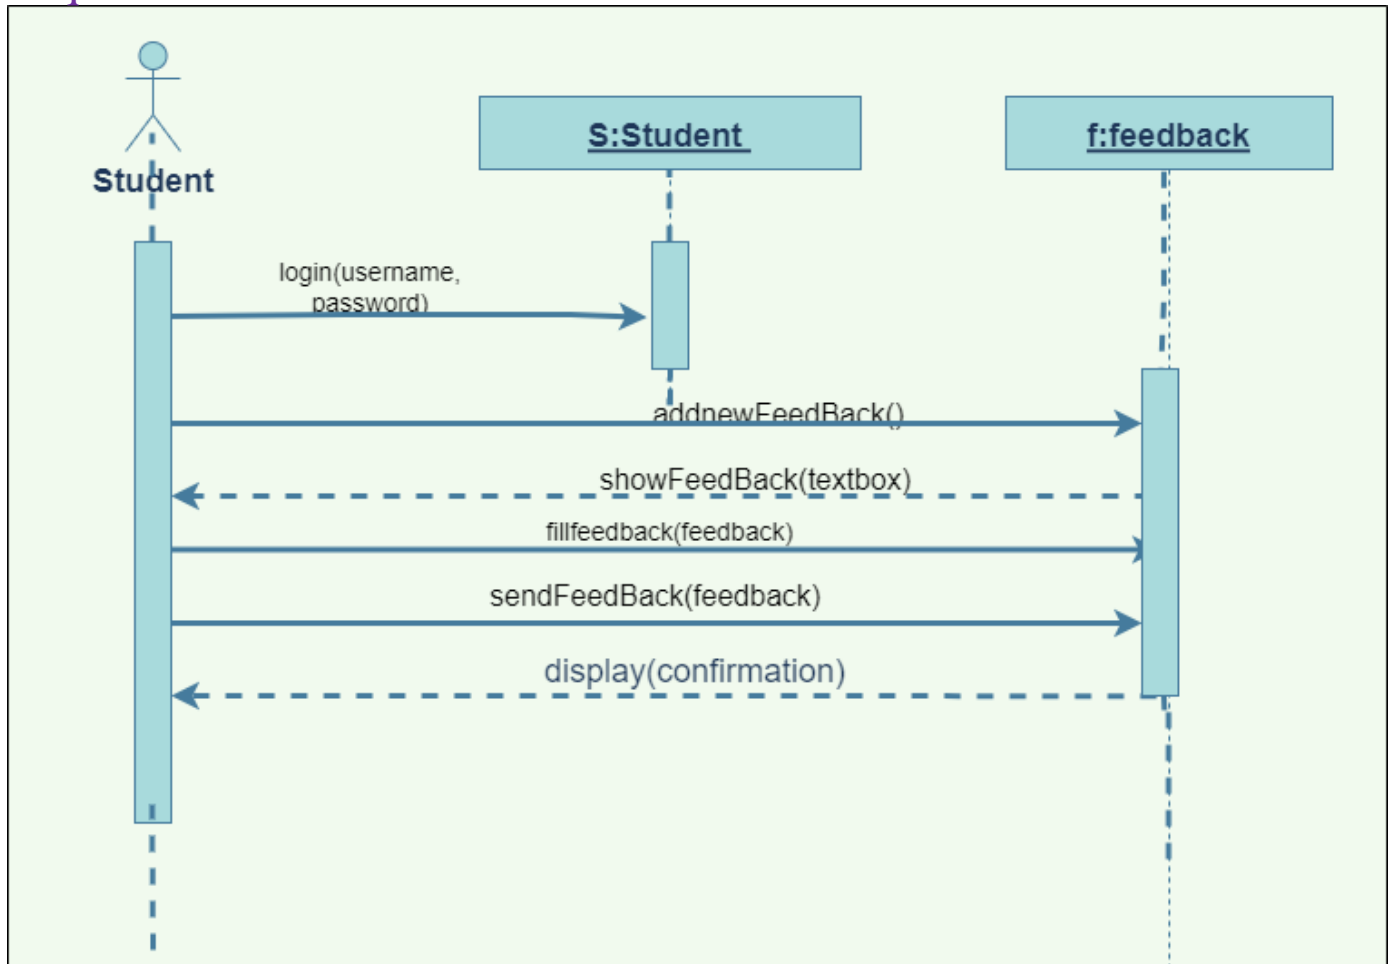 Student
S:Student
f:feedback
login(username,
password)
addnewFeedBack()
showFeedBack(textbox)
fillfeedback(feedback)
sendFeedBack(feedback)
display(confirmation)